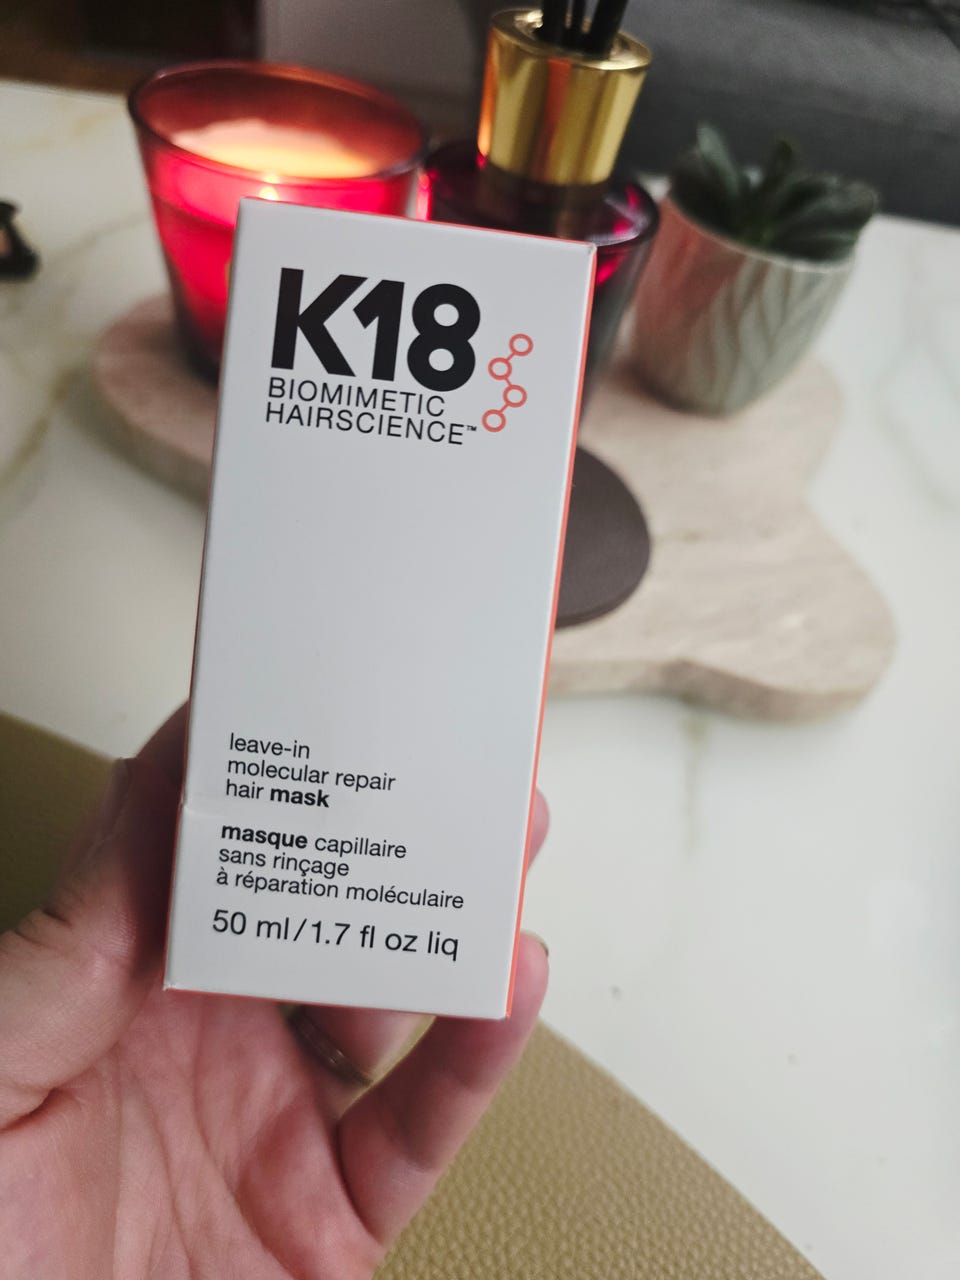 K18
BIOMIMETIC
HAIRSCIENCE™
leave-in
molecular repair
hair mask
masque capillaire
sans rinçage
à réparation moléculaire
50 ml/1.7 fl oz liq